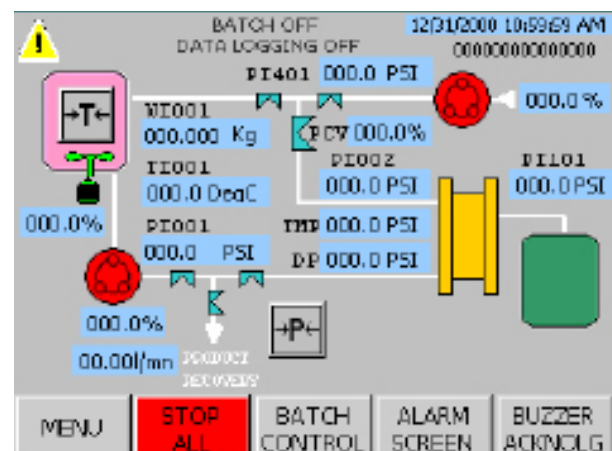 BATCH OFF
12/31/2000 10:59:59 AM
DATA LOGGING OFF
000000000000000
PI401 000.0 PSI
000.0 %
T
WI001
000.000 Kg
PCV 000.0%
TI001
000.0 DegC
PI002
000.0 PSI
PI101
000.0 PSI
000.0%
PI001
000.0 PSI
TMP 000.0 PSI
DP 000.0 PSI
000.0%
P
00.00l/mn
PRODUCT
RECOVERY
MENU
STOP
ALL
BATCH
CONTROL
ALARM
SCREEN
BUZZER
ACKNOLG